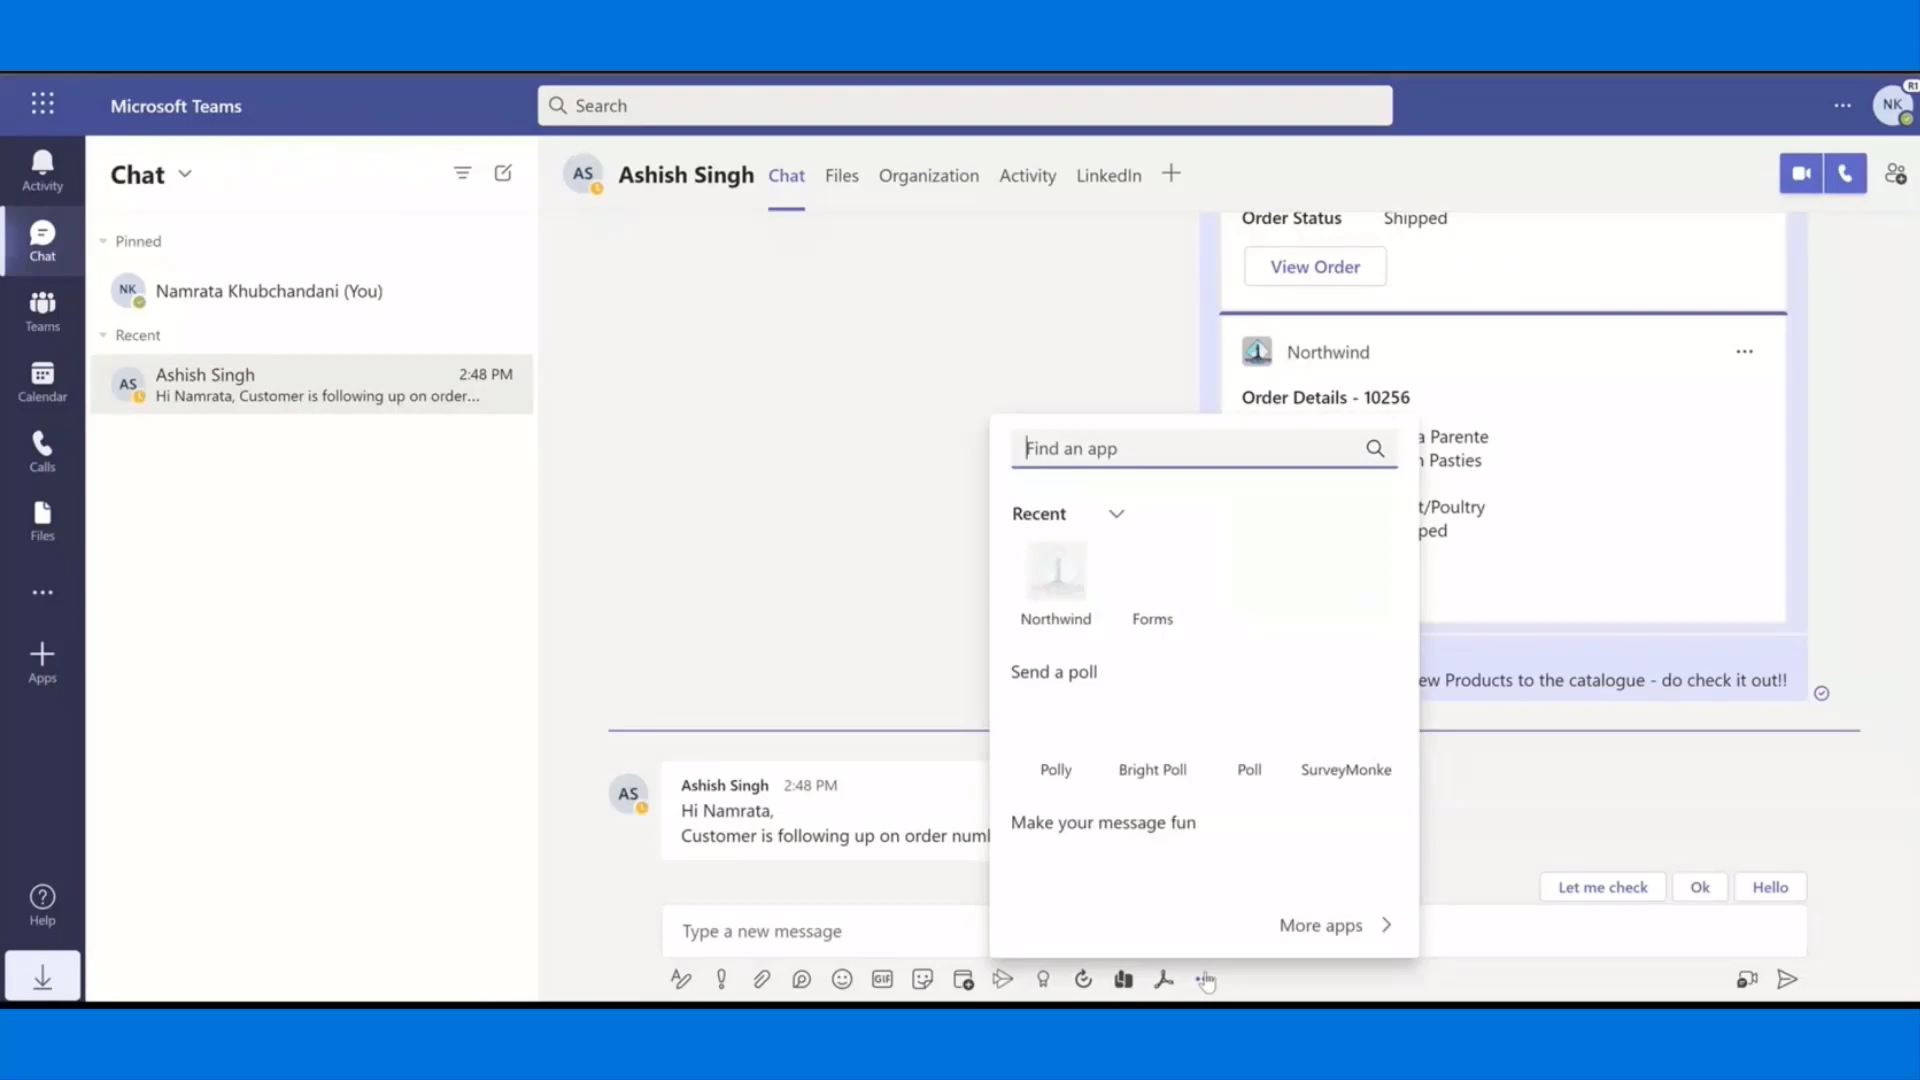 Microsoft Teams
Search
NK
R1
Activity
Chat
Teams
Calendar
Calls
Files
Apps
Help
Chat
Pinned
NK
Namrata Khubchandani (You)
Recent
AS
Ashish Singh
2:48 PM
Hi Namrata, Customer is following up on order...
AS
Ashish Singh
Chat
Files
Organization
Activity
LinkedIn
Order Status Shipped
View Order
Northwind
Order Details - 10256
a Parente
Pasties
t/Poultry
ped
Products to the catalogue - do check it out!!
Find an app
Recent
Northwind
Forms
Send a poll
Polly
Bright Poll
Poll
SurveyMonke
Make your message fun
More apps
AS
Ashish Singh 2:48 PM
Hi Namrata,
Customer is following up on order num
Let me check
Ok
Hello
Type a new message
GIF